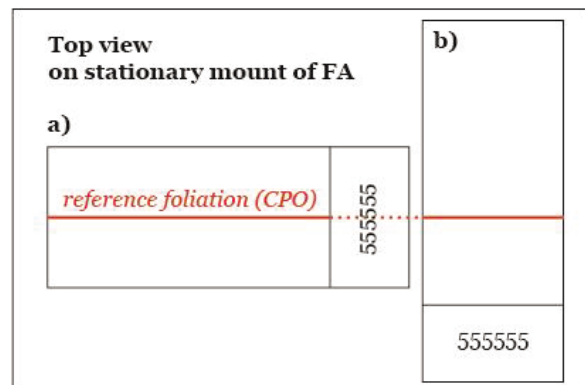 Top view
on stationary mount of FA
a)
reference foliation (CPO)
555555
b)
555555